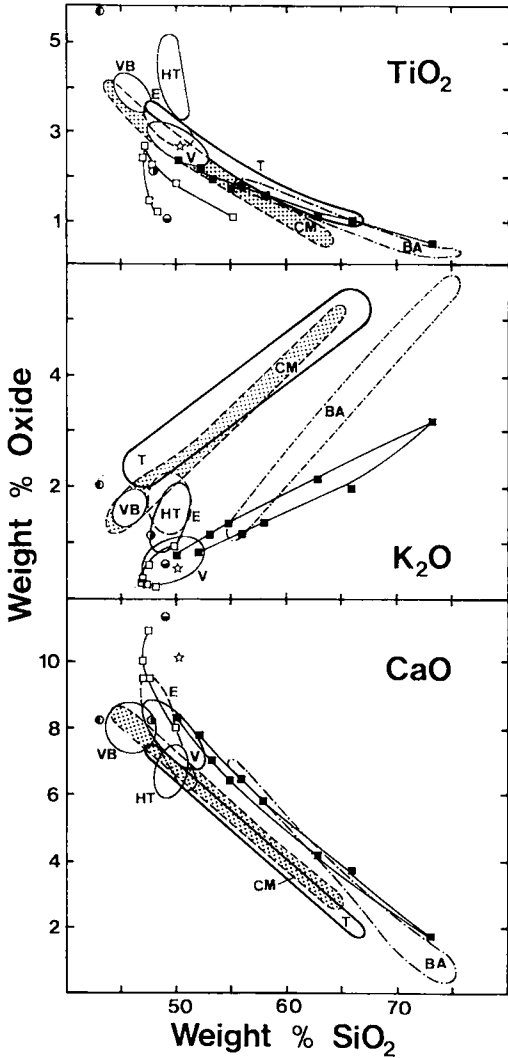 TiO2
5
3
1
VB
HT
E
V
T
CM
BA
Weight % Oxide
K2O
4
2
T
CM
VB
HT
E
V
BA
CaO
10
8
6
4
2
E
VB
V
HT
CM
T
BA
50
60
70
Weight % SiO2